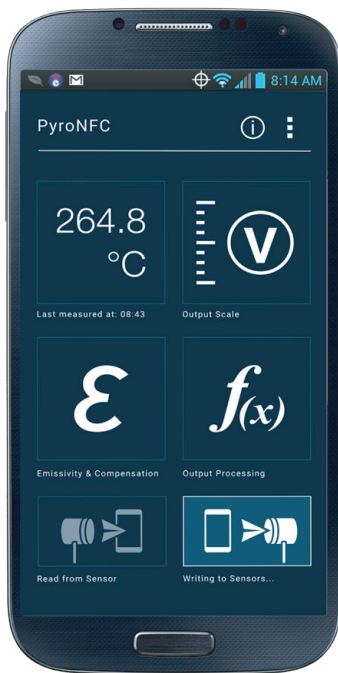 8:14 AM
PyroNFC
264.8
°C
V
Last measured at: 08:43
Output Scale
ε
f(x)
Emissivity & Compensation
Output Processing
Read from Sensor
Writing to Sensors...